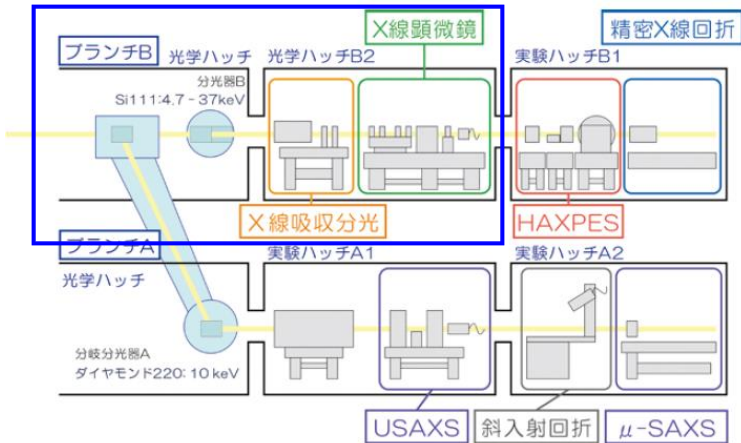 X線顕微鏡
精密X線回折
ブランチB
光学ハッチ
光学ハッチB2
実験ハッチB1
分光器B
Si111:4.7-37keV
X線吸収分光
HAXPES
ブランチA
光学ハッチ
実験ハッチA1
実験ハッチA2
分岐分光器A
ダイヤモンド220:10keV
USAXS
斜入射回折
μ-SAXS